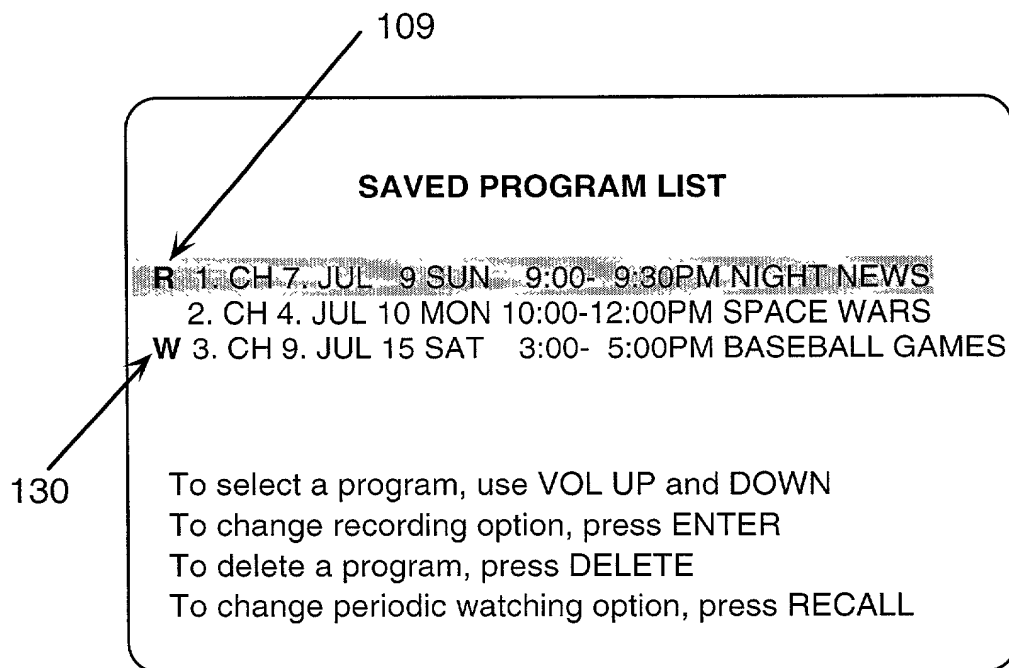 109
SAVED PROGRAM LIST
R 1. CH 7. JUL 9 SUN 9:00- 9:30PM NIGHT NEWS
2. CH 4. JUL 10 MON 10:00-12:00PM SPACE WARS
W 3. CH 9. JUL 15 SAT 3:00- 5:00PM BASEBALL GAMES
130
To select a program, use VOL UP and DOWN
To change recording option, press ENTER
To delete a program, press DELETE
To change periodic watching option, press RECALL